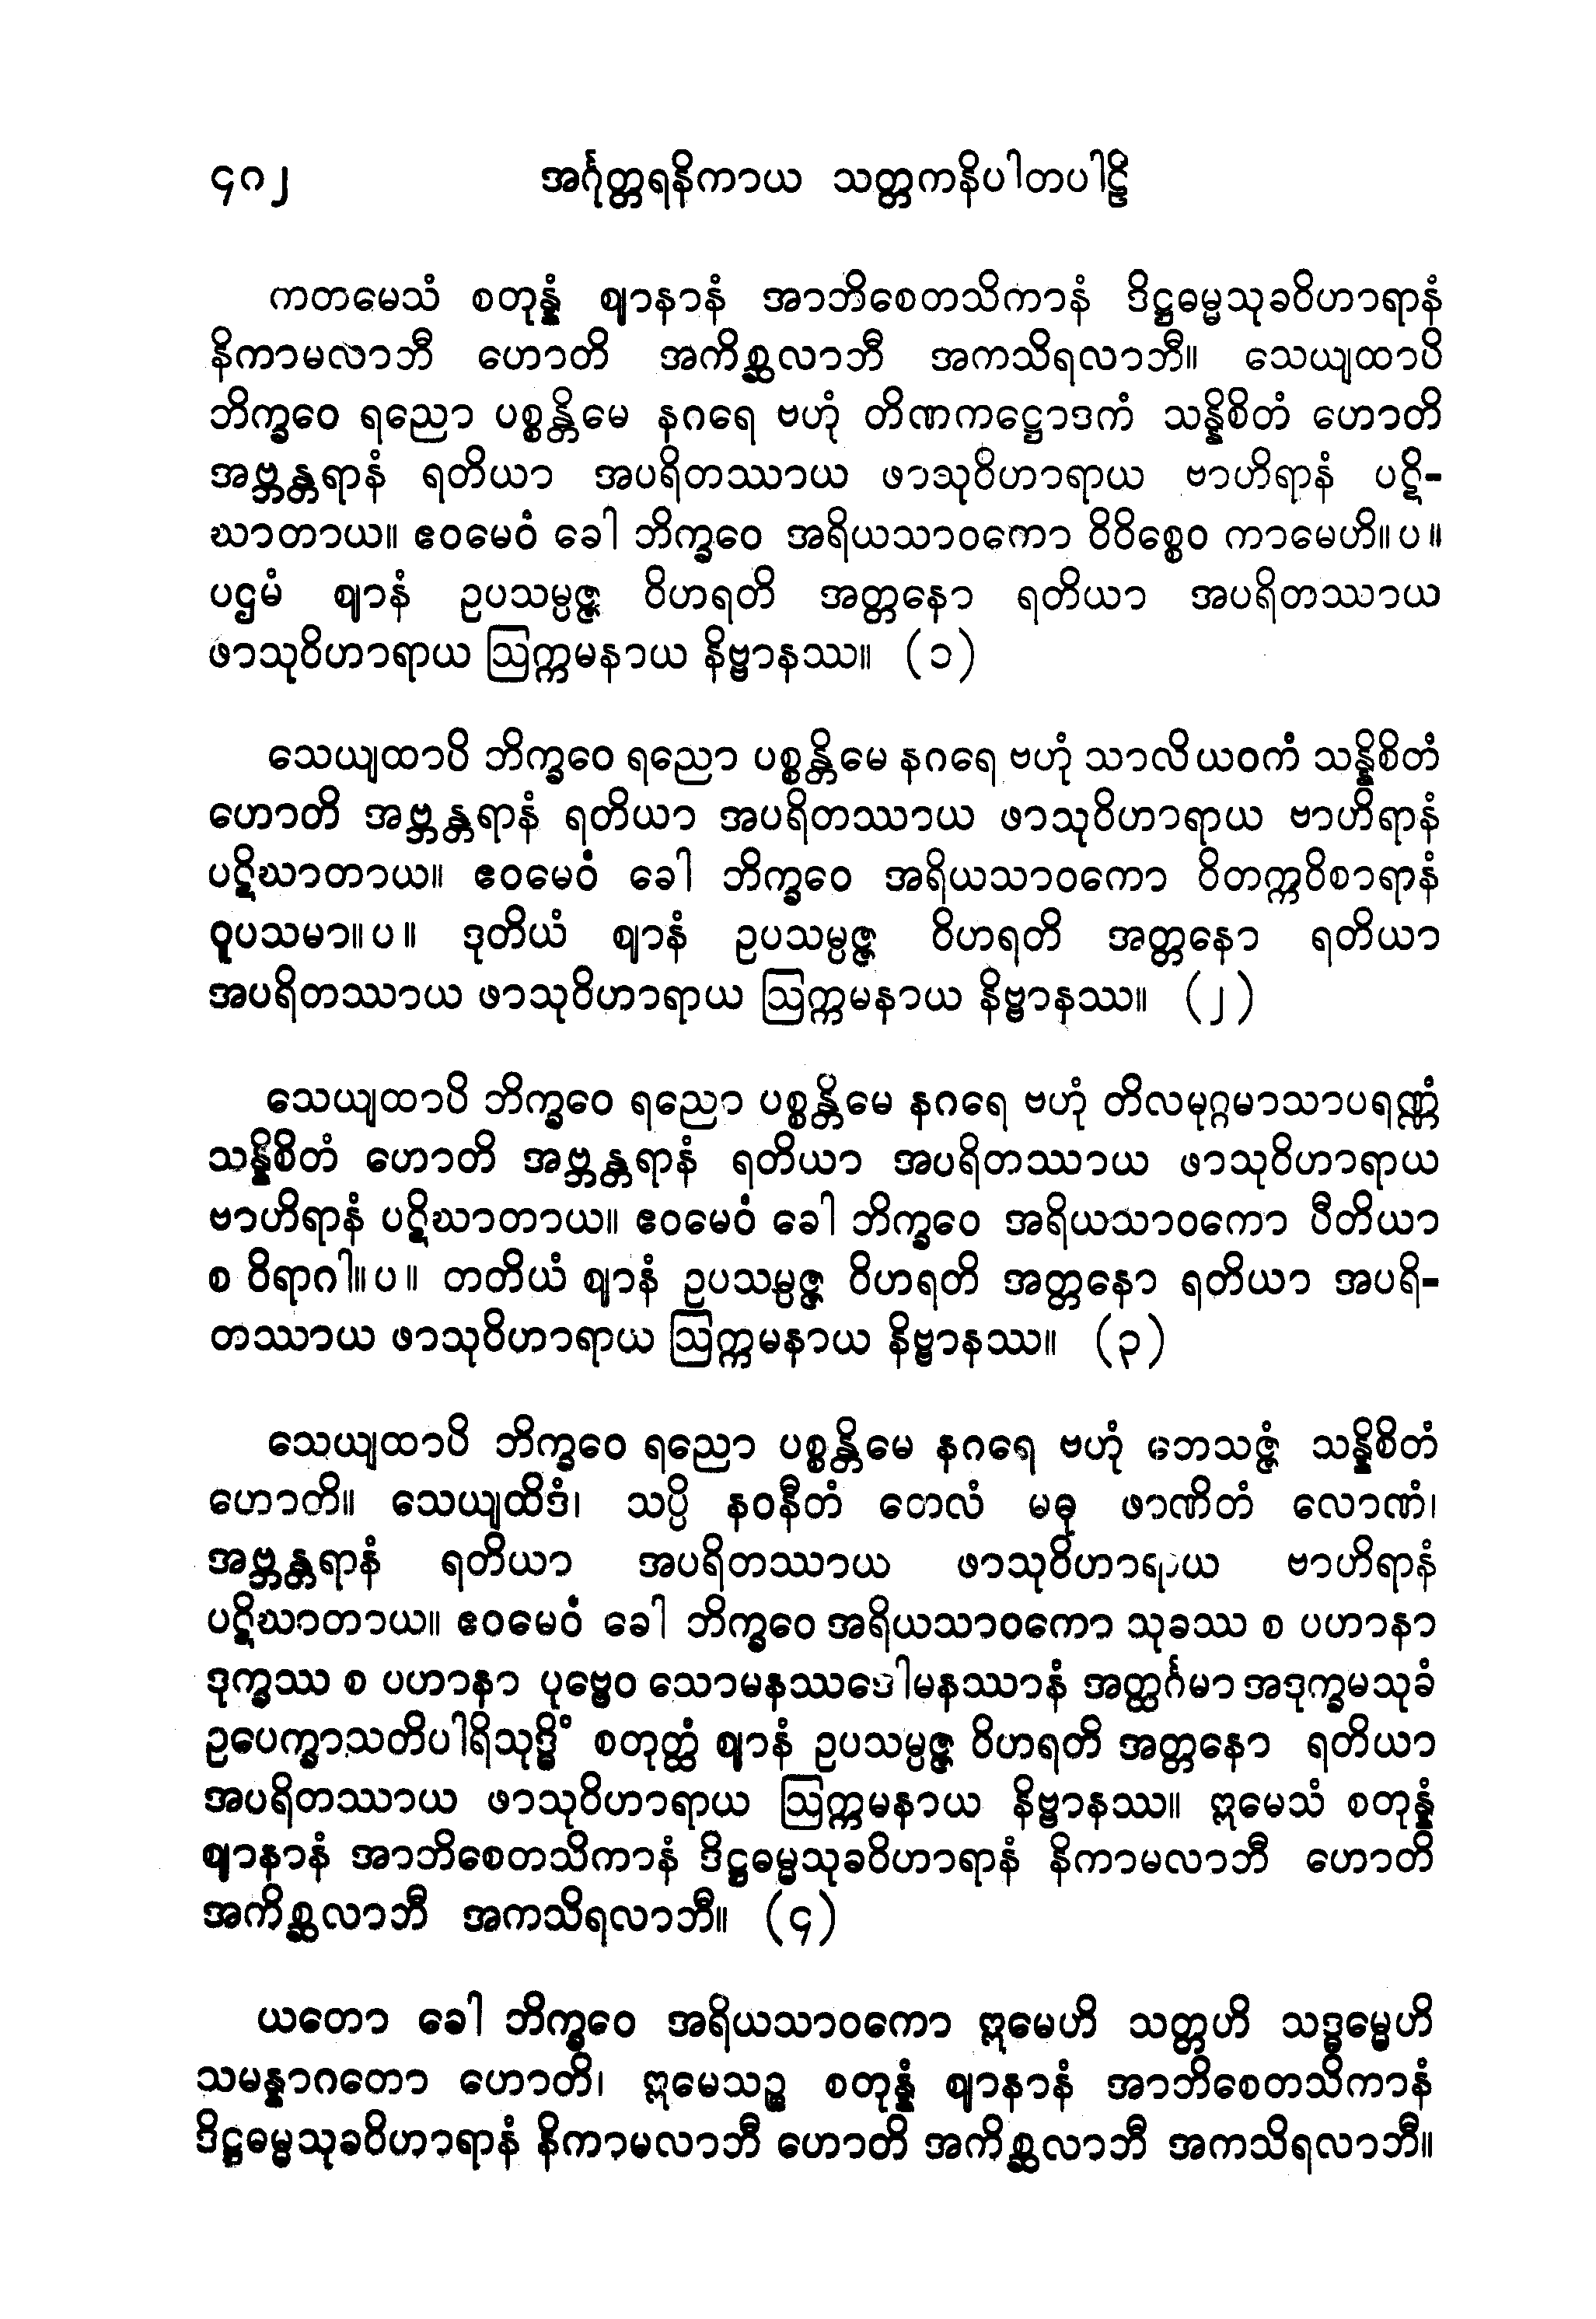 ၄၈၂ အင်္ဂုတ္တရနိကာယ သတ္တကနိပါတပါဠိ
ကတမေသံ စတုန္နံ ဈာနာနံ အာဘိစေတသိကာနံ ဒိဋ္ဌဓမ္မသုခဝိဟာရာနံ
နိကာမလာဘီ ဟောတိ အကိစ္ဆလာဘီ အကသိရလာဘီ။ သေယျထာပိ
ဘိက္ခဝေ ရညော ပစ္စန္တိမေ နဂရေ ဗဟုံ တိဏကဋ္ဌောဒကံ သန္နိစိတံ ဟောတိ
အဗ္ဘန္တရာနံ ရတိယာ အပရိတဿာယ ဖာသုဝိဟာရာယ ဗာဟိရာနံ ပဋိ-
ဃာတာယ။ ဧဝမေဝံ ခေါ ဘိက္ခဝေ အရိယသာဝကော ဝိဝိစ္စေဝ ကာမေဟိ။ပ။
ပဌမံ ဈာနံ ဥပသမ္ပဇ္ဇ ဝိဟရတိ အတ္တနော ရတိယာ အပရိတဿာယ
ဖာသုဝိဟာရာယ ဩက္ကမနာယ နိဗ္ဗာနဿ။ (၁)
သေယျထာပိ ဘိက္ခဝေ ရညော ပစ္စန္တိမေ နဂရေ ဗဟုံ သာလိယဝကံ သန္နိစိတံ
ဟောတိ အဗ္ဘန္တရာနံ ရတိယာ အပရိတဿာယ ဖာသုဝိဟာရာယ ဗာဟိရာနံ
ပဋိဃာတာယ။ ဧဝမေဝံ ခေါ ဘိက္ခဝေ အရိယသာဝကော ဝိတက္ကဝိစာရာနံ
ဝူပသမာ။ပ။ ဒုတိယံ ဈာနံ ဥပသမ္ပဇ္ဇ ဝိဟရတိ အတ္တနော ရတိယာ
အပရိတဿာယ ဖာသုဝိဟာရာယ ဩက္ကမနာယ နိဗ္ဗာနဿ။ (၂)
သေယျထာပိ ဘိက္ခဝေ ရညော ပစ္စန္တိမေ နဂရေ ဗဟုံ တိလမုဂ္ဂမာသာပရဏ္ဏံ
သန္နိစိတံ ဟောတိ အဗ္ဘန္တရာနံ ရတိယာ အပရိတဿာယ ဖာသုဝိဟာရာယ
ဗာဟိရာနံ ပဋိဃာတာယ။ ဧဝမေဝံ ခေါ ဘိက္ခဝေ အရိယသာဝကော ပီတိယာ
စ ဝိရာဂါ။ပ။ တတိယံ ဈာနံ ဥပသမ္ပဇ္ဇ ဝိဟရတိ အတ္တနော ရတိယာ အပရိ-
တဿာယ ဖာသုဝိဟာရာယ ဩက္ကမနာယ နိဗ္ဗာနဿ။ (၃)
သေယျထာပိ ဘိက္ခဝေ ရညော ပစ္စန္တိမေ နဂရေ ဗဟုံ ဘေသဇ္ဇံ သန္နိစိတံ
ဟောတိ။ သေယျထိဒံ၊ သပ္ပိ နဝနီတံ တေလံ မဓု ဖာဏိတံ လောဏံ၊
အဗ္ဘန္တရာနံ ရတိယာ အပရိတဿာယ ဖာသုဝိဟာရာယ ဗာဟိရာနံ
ပဋိဃာတာယ။ ဧဝမေဝံ ခေါ ဘိက္ခဝေ အရိယသာဝကော သုခဿ စ ပဟာနာ
ဒုက္ခဿ စ ပဟာနာ ပုဗ္ဗေဝ သောမနဿဒေါမနဿာနံ အတ္ထင်္ဂမာ အဒုက္ခမသုခံ
ဥပေက္ခာသတိပါရိသုဒ္ဓိံ စတုတ္ထံ ဈာနံ ဥပသမ္ပဇ္ဇ ဝိဟရတိ အတ္တနော ရတိယာ
အပရိတဿာယ ဖာသုဝိဟာရာယ ဩက္ကမနာယ နိဗ္ဗာနဿ။ ဣမေသံ စတုန္နံ
ဈာနာနံ အာဘိစေတသိကာနံ ဒိဋ္ဌဓမ္မသုခဝိဟာရာနံ နိကာမလာဘီ ဟောတိ
အကိစ္ဆလာဘီ အကသိရလာဘီ။ (၄)
ယတော ခေါ ဘိက္ခဝေ အရိယသာဝကော ဣမေဟိ သတ္တဟိ သဒ္ဓမ္မေဟိ
သမန္နာဂတော ဟောတိ၊ ဣမေသဉ္စ စတုန္နံ ဈာနာနံ အာဘိစေတသိကာနံ
ဒိဋ္ဌဓမ္မသုခဝိဟာရာနံ နိကာမလာဘီ ဟောတိ အကိစ္ဆလာဘီ အကသိရလာဘီ။